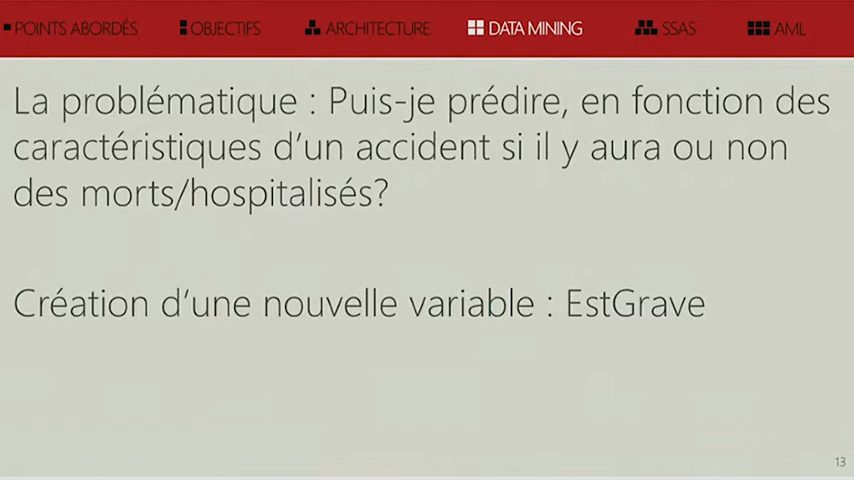 POINTS ABORDÉS OBJECTIFS ARCHITECTURE DATA MINING SSAS AML
La problématique : Puis-je prédire, en fonction des
caractéristiques d'un accident si il y aura ou non
des morts/hospitalisés?
Création d'une nouvelle variable : EstGrave
13